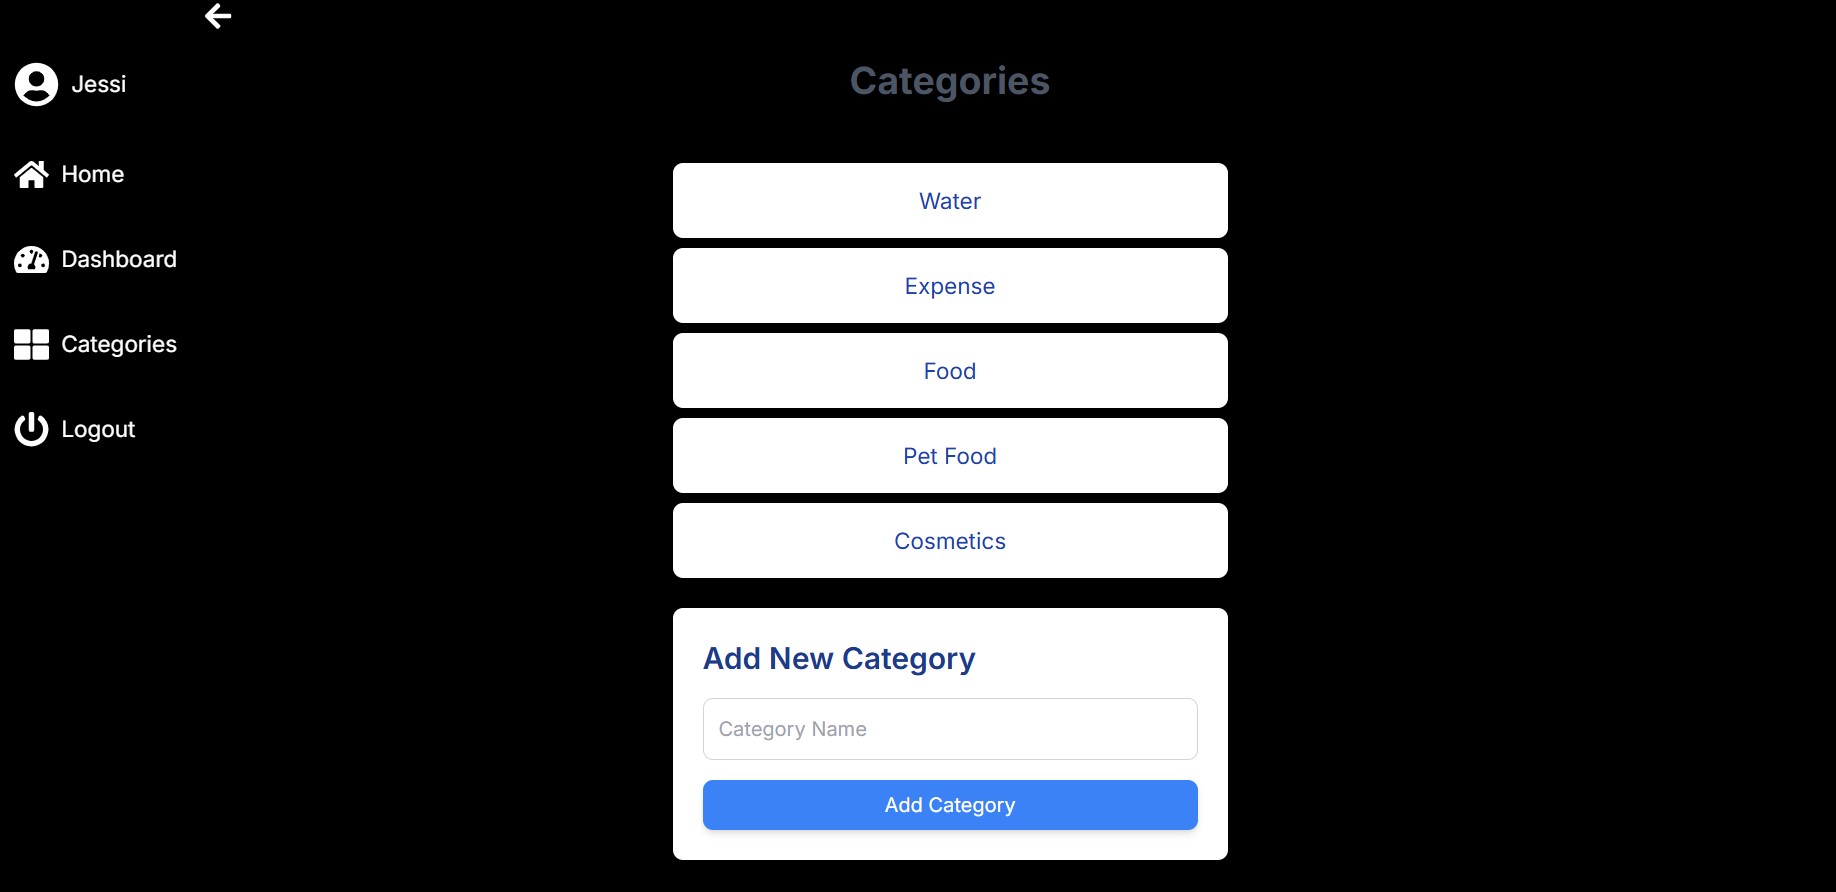 Jessi
Home
Dashboard
Categories
Logout
Categories
Water
Expense
Food
Pet Food
Cosmetics
Add New Category
Category Name
Add Category